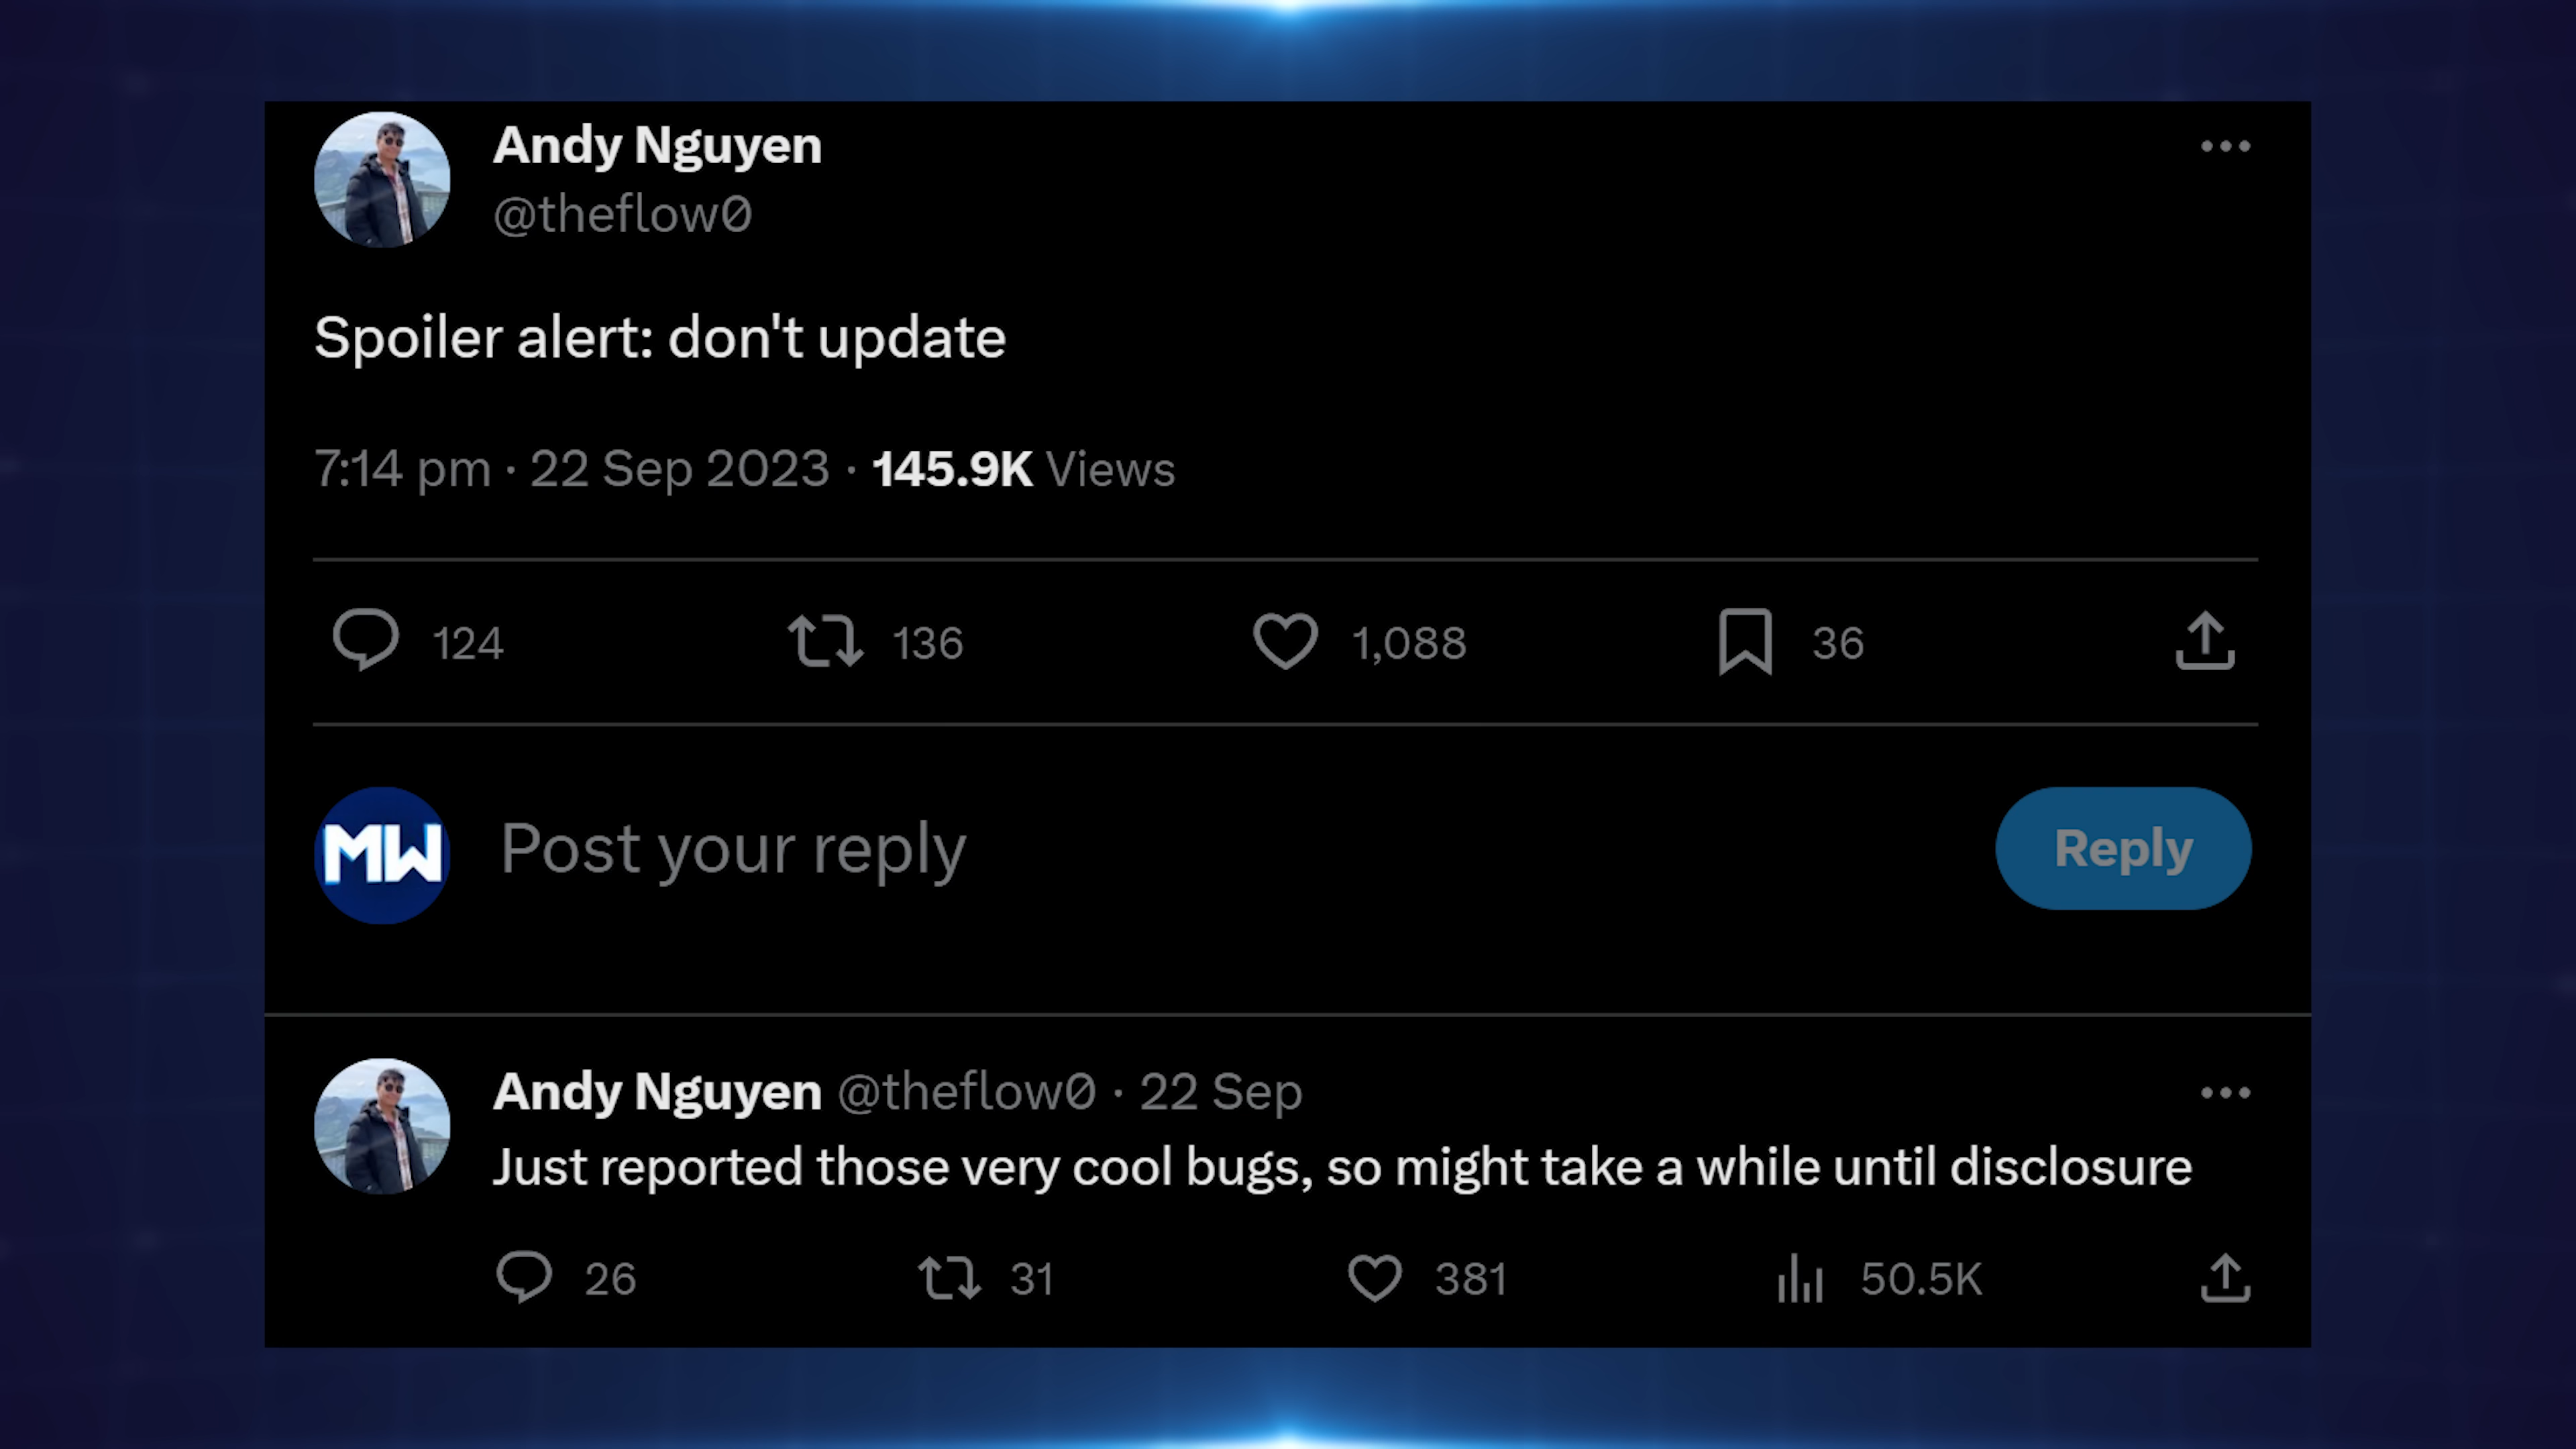 Andy Nguyen
@theflow0
Spoiler alert: don't update
7:14 pm · 22 Sep 2023 · 145.9K Views
124 136 1,088 36
MW Post your reply Reply
Andy Nguyen @theflow0 · 22 Sep
Just reported those very cool bugs, so might take a while until disclosure
26 31 381 50.5K